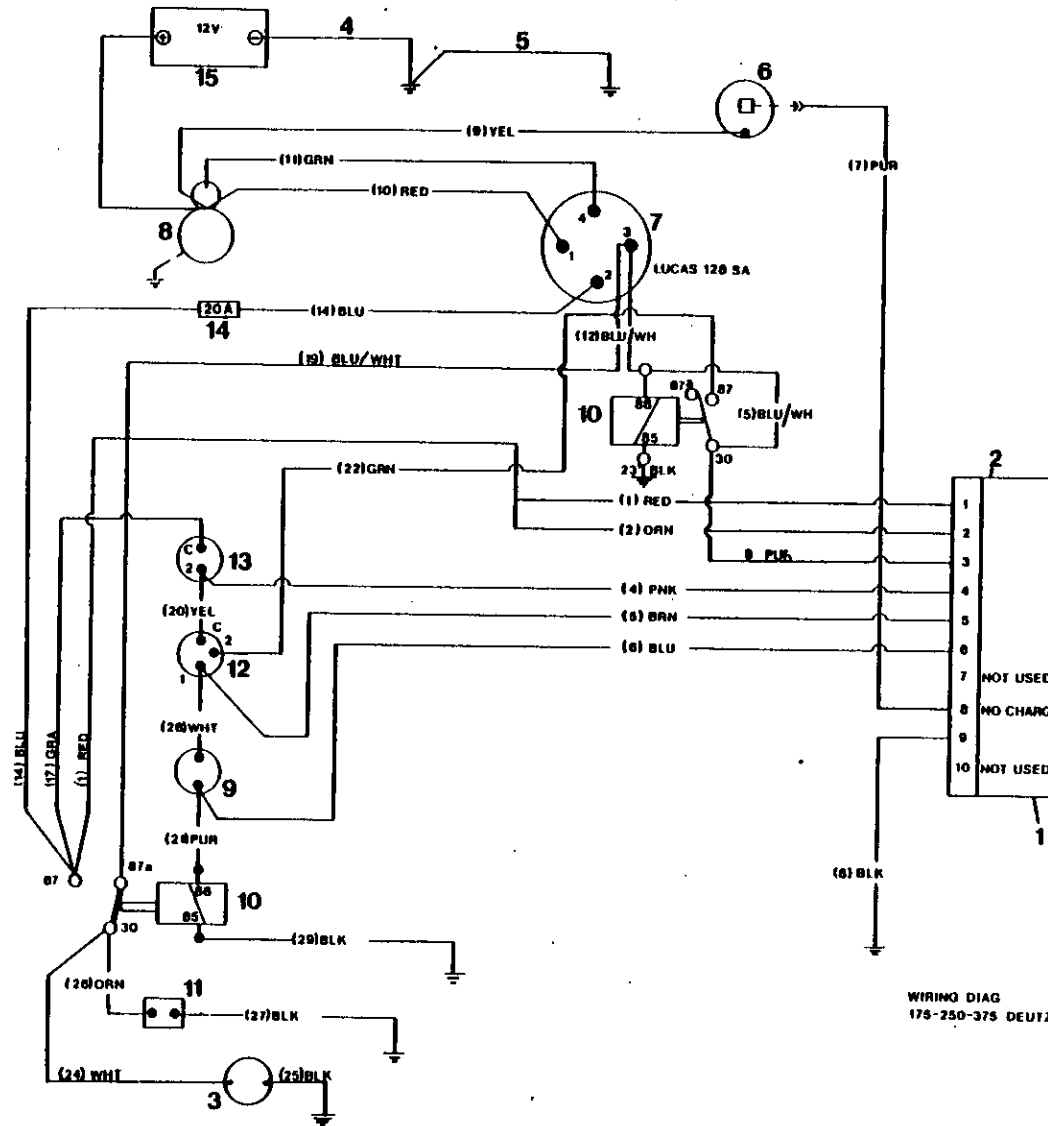 12V
4
5
15
6
(9) YEL
(11) GRN
(7) PUR
(10) RED
4
7
3
8
1
LUCAS 128 SA
2
20 A
(14) BLU
14
(12) BLU/WH
(19) BLU/WHT
87a
87
86
10
(5) BLU/WH
85
30
(22) GRN
23 BLK
2
(1) RED
1
(2) ORN
2
C
13
8 PUR
3
2
(4) PNK
4
(20) YEL
(5) BRN
5
C
2
12
(6) BLU
6
1
7 NOT USED
(26) WHT
8 NO CHARG
9
(14) BLU
(17) GRA
(1) RED
9
10 NOT USED
1
(28) PUR
87
87a
86
10
(8) BLK
85
30
(29) BLK
(26) ORN
11
(27) BLK
WIRING DIAG
175-250-375 DEUTZ
(24) WHT
(25) BLK
3